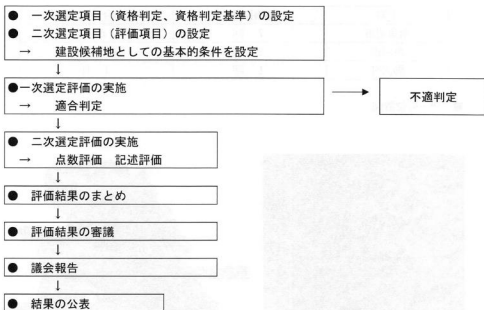 ● 一次選定項目（資格判定、資格判定基準）の設定
● 二次選定項目（評価項目）の設定
→ 建設候補地としての基本的条件を設定
↓
●一次選定評価の実施
→ 適合判定
→
不適判定
↓
● 二次選定評価の実施
→ 点数評価 記述評価
↓
● 評価結果のまとめ
↓
● 評価結果の審議
↓
● 議会報告
↓
● 結果の公表